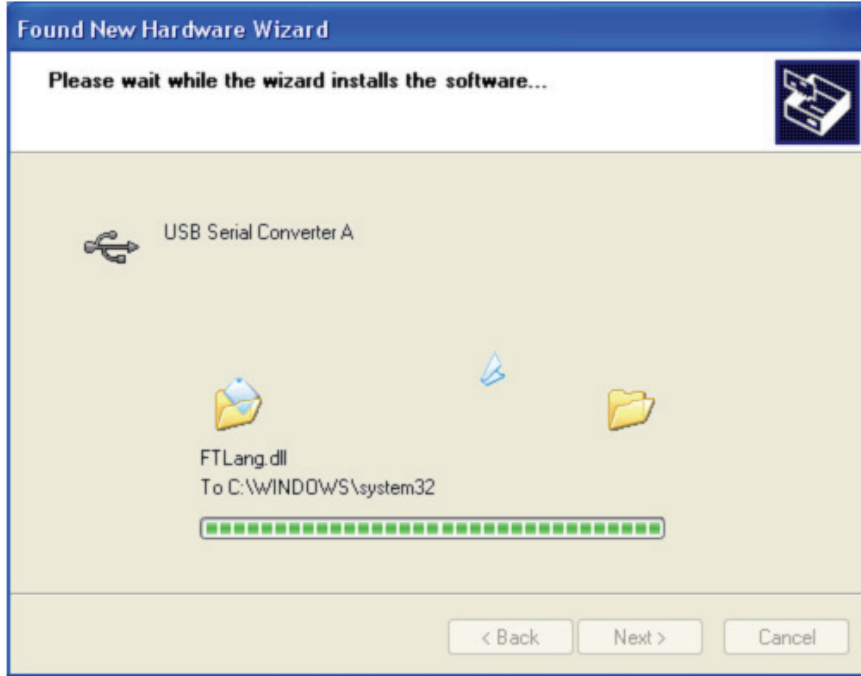 Found New Hardware Wizard
Please wait while the wizard installs the software...
USB Serial Converter A
FTLang.dll
To C:\WINDOWS\system32
< Back
Next >
Cancel